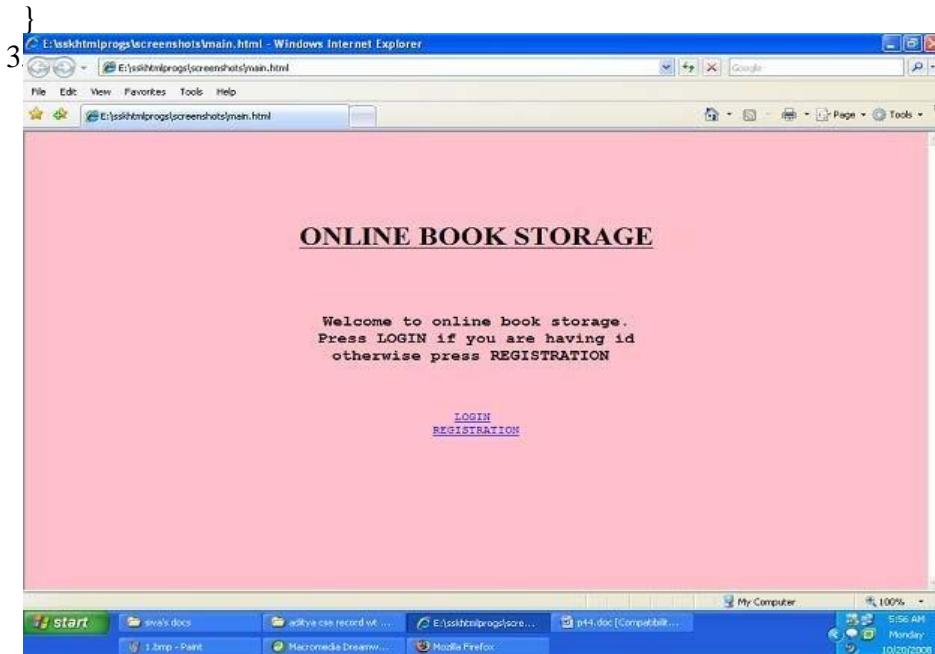 }
3.
E:\sskhtmlprogs\screenshots\main.html - Windows Internet Explorer
E:\sskhtmlprogs\screenshots\main.html
Google
File Edit View Favorites Tools Help
E:\sskhtmlprogs\screenshots\main.html
Page Tools
ONLINE BOOK STORAGE
Welcome to online book storage.
Press LOGIN if you are having id
otherwise press REGISTRATION
LOGIN
REGISTRATION
My Computer 100%
start siva's docs aditya cse record wt ... E:\sskhtmlprogs\scre... p44.doc [Compatibilit... 5:56 AM
1.bmp - Paint Macromedia Dreamw... Mozilla Firefox Monday
10/20/2008